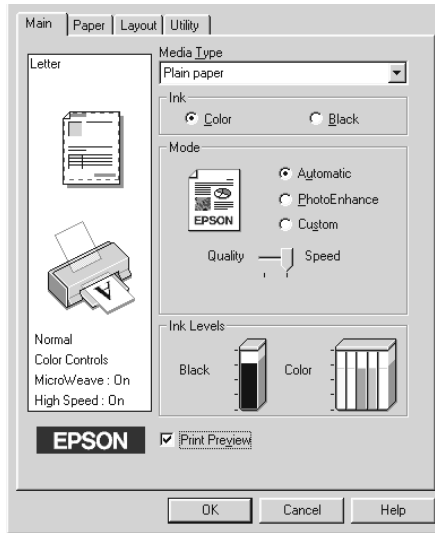 Main Paper Layout Utility
Letter
Media Type
Plain paper
Ink
Color Black
Mode
EPSON
Automatic
PhotoEnhance
Custom
Quality Speed
A
Normal
Color Controls
MicroWeave : On
High Speed : On
Ink Levels
Black Color
EPSON
Print Preview
OK Cancel Help